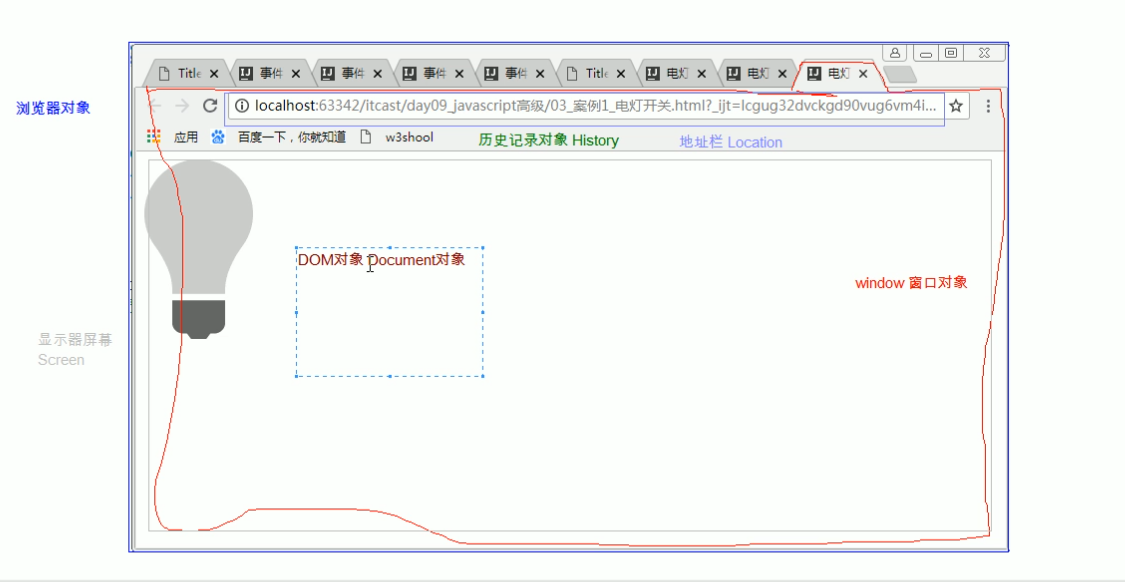 Title
事件
事件
事件
事件
Title
电灯
电灯
电灯
浏览器对象
localhost:63342/itcast/day09_javascript高级/03_案例1_电灯开关.html?_ijt=lcgug32dvckgd90vug6vm4i...
应用 百度一下，你就知道 w3shool
历史记录对象 History
地址栏 Location
DOM对象 Document对象
window 窗口对象
显示器屏幕
Screen